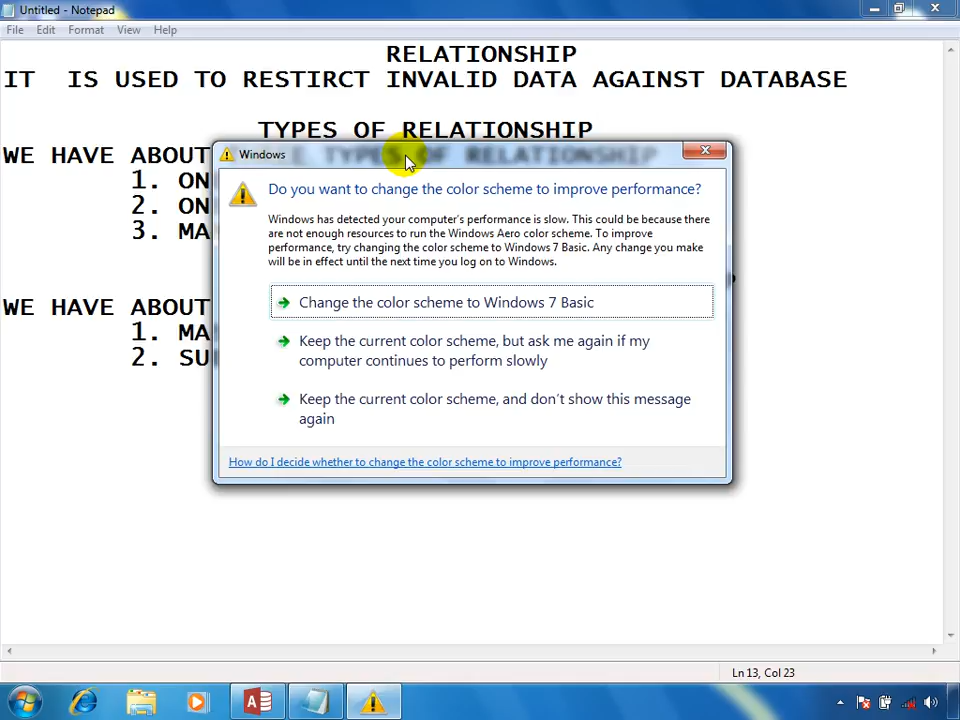 Untitled - Notepad
File Edit Format View Help
RELATIONSHIP
IT IS USED TO RESTIRCT INVALID DATA AGAINST DATABASE
TYPES OF RELATIONSHIP
WE HAVE ABOUT TYPES OF RELATIONSHIP
1. ON
2. ON
3. MA
WE HAVE ABOUT
1. MA
2. SU
Windows
Do you want to change the color scheme to improve performance?
Windows has detected your computer's performance is slow. This could be because there
are not enough resources to run the Windows Aero color scheme. To improve
performance, try changing the color scheme to Windows 7 Basic. Any change you make
will be in effect until the next time you log on to Windows.
Change the color scheme to Windows 7 Basic
Keep the current color scheme, but ask me again if my
computer continues to perform slowly
Keep the current color scheme, and don't show this message
again
How do I decide whether to change the color scheme to improve performance?
Ln 13, Col 23